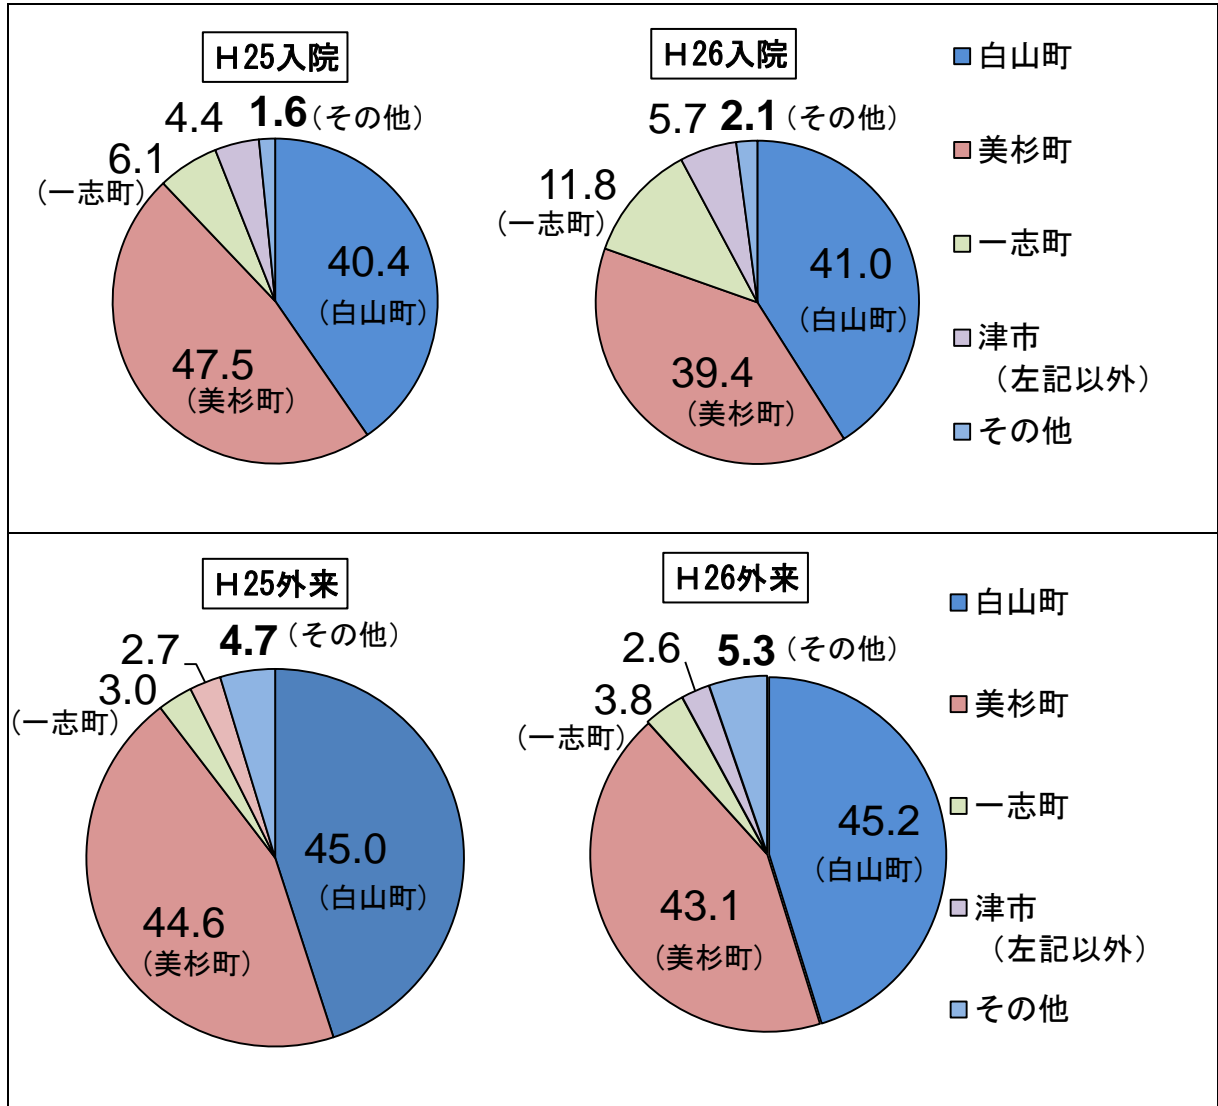 H25入院
4.4
1.6(その他)
6.1
(一志町)
40.4
(白山町)
47.5
(美杉町)
H26入院
5.7
2.1(その他)
11.8
(一志町)
41.0
(白山町)
39.4
(美杉町)
白山町
美杉町
一志町
津市
(左記以外)
その他
H25外来
2.7
4.7(その他)
3.0
(一志町)
45.0
(白山町)
44.6
(美杉町)
H26外来
2.6
5.3(その他)
3.8
(一志町)
45.2
(白山町)
43.1
(美杉町)
白山町
美杉町
一志町
津市
(左記以外)
その他